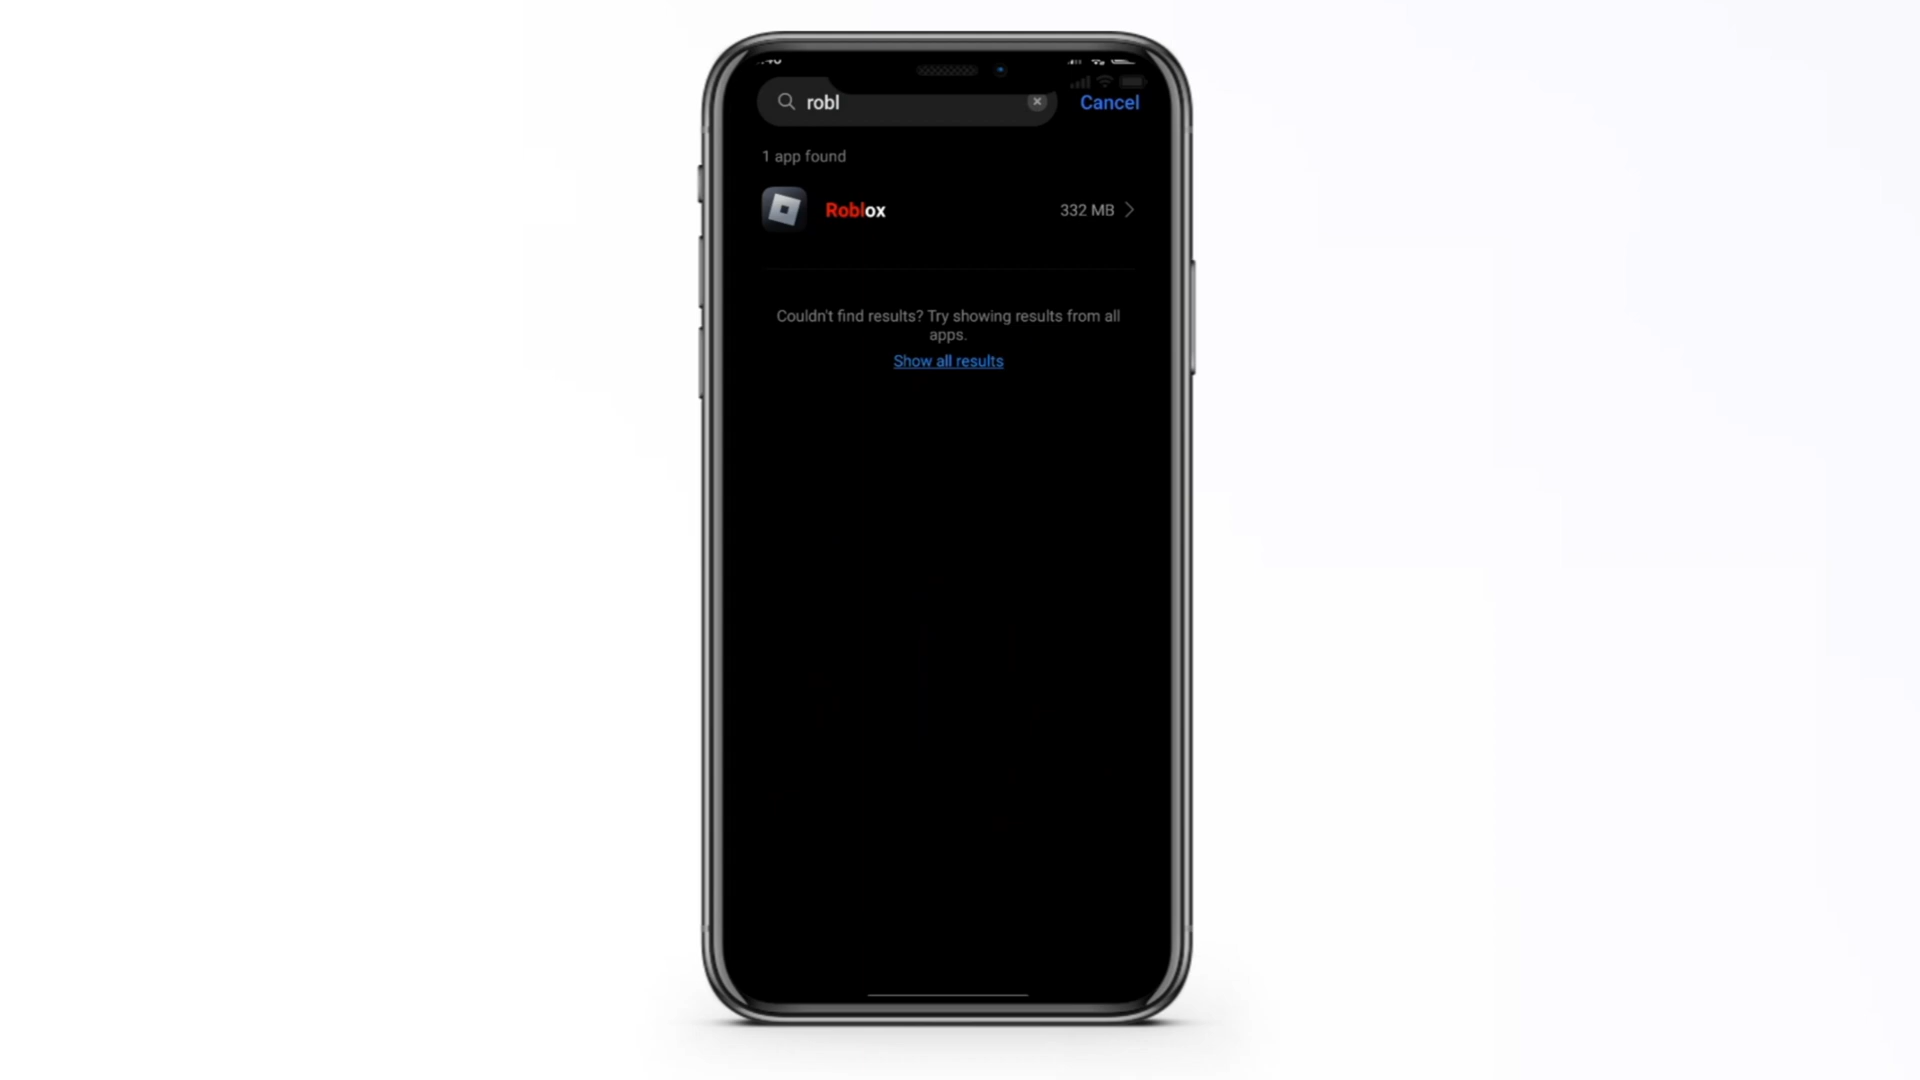 robl
Cancel
1 app found
Roblox
332 MB
Couldn't find results? Try showing results from all
apps.
Show all results